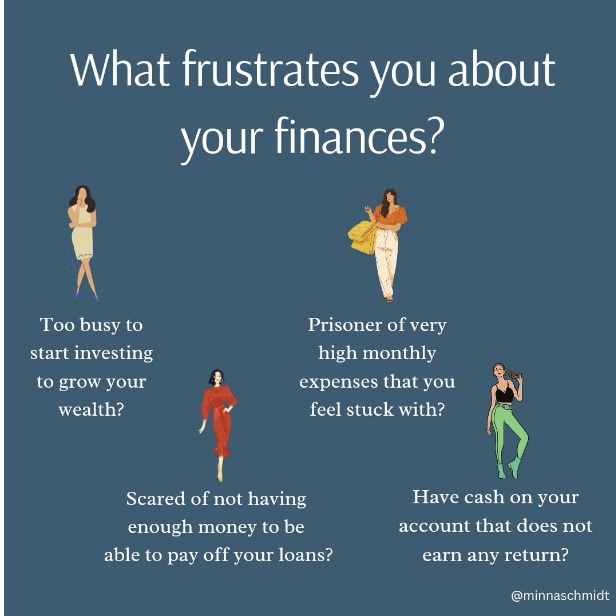 What frustrates you about
your finances?
Too busy to
start investing
to grow your
wealth?
Prisoner of very
high monthly
expenses that you
feel stuck with?
Scared of not having
enough money to be
able to pay off your loans?
Have cash on your
account that does not
earn any return?
@minnaschmidt